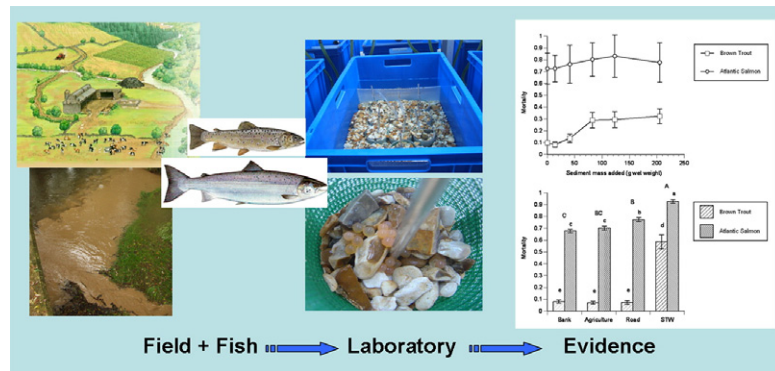 1
0.9
0.8
0.7
0.6
0.5
0.4
0.3
0.2
0.1
0
Mortality
0 50 100 150 200 250
Sediment mass added (g wet weight)
Brown Trout
Atlantic Salmon
1
0.9
0.8
0.7
0.6
0.5
0.4
0.3
0.2
0.1
0
Mortality
C BC B A
c c b a
e e e d
Bank Agriculture Road STW
Brown Trout
Atlantic Salmon
Field + Fish Laboratory Evidence